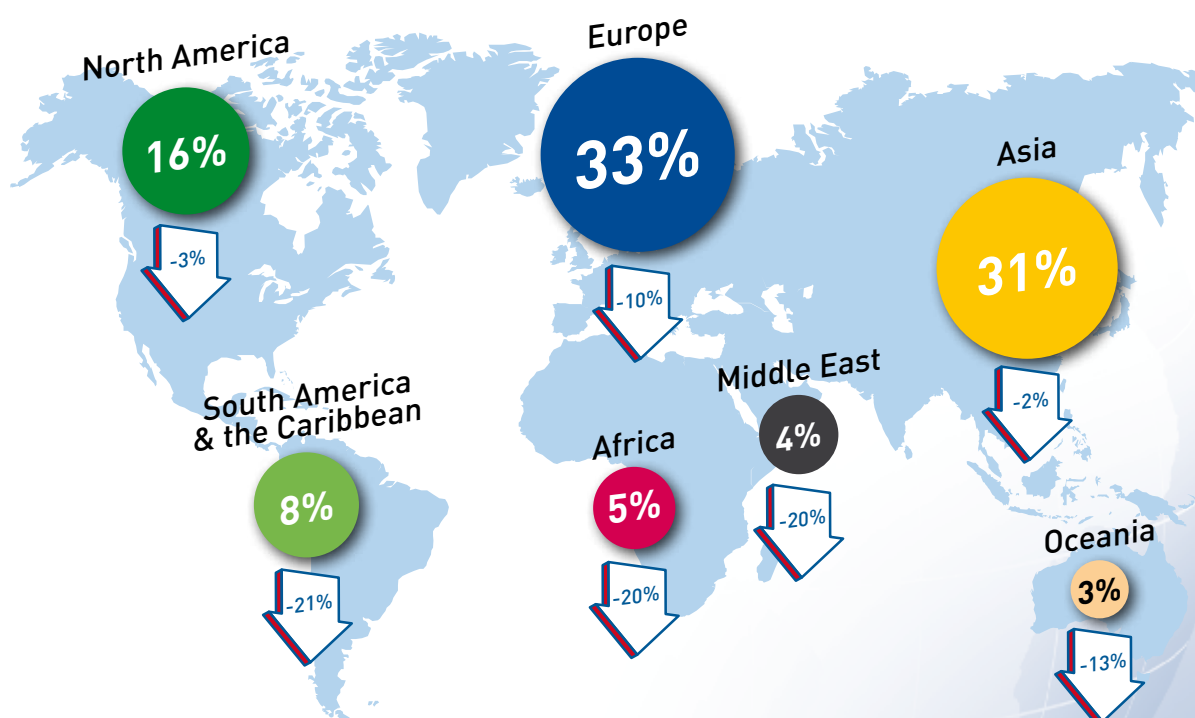 North America
16%
-3%
Europe
33%
-10%
Asia
31%
-2%
South America
& the Caribbean
8%
-21%
Africa
5%
-20%
Middle East
4%
-20%
Oceania
3%
-13%